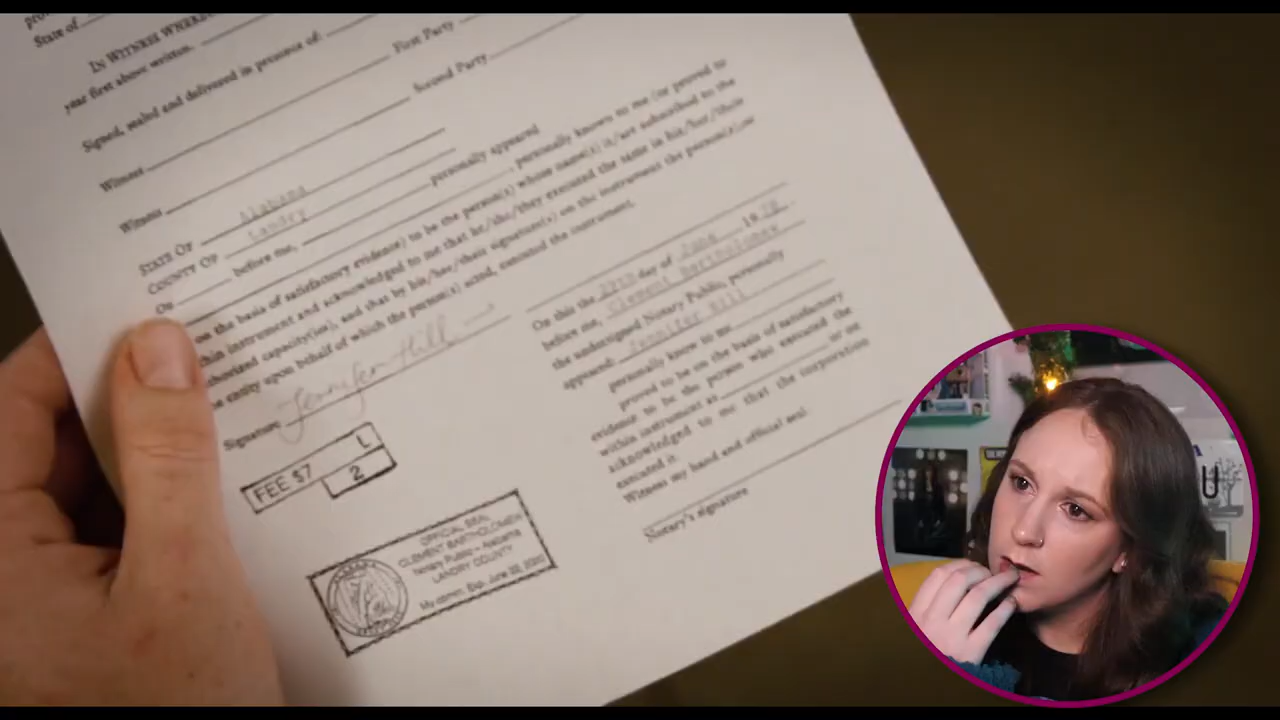 State of
IN WITNESS WHEREOF
year first above written.
Signed, sealed and delivered in presence of:
First Party
Second Party
Witness
Witness
STATE OF Alabama
COUNTY OF Landry
On before me, personally appeared
personally known to me (or proved to
on the basis of satisfactory evidence) to be the person(s) whose name(s) is/are subscribed to the
within instrument and acknowledged to me that he/she/they executed the same in his/her/their
authorized capacity(ies), and that by his/her/their signature(s) on the instrument the person(s) or
the entity upon behalf of which the person(s) acted, executed the instrument.
Signature Jennifer Hill
FEE $7 L
2
OFFICIAL SEAL
CLEMENT BARTHOLOMEW
Notary Public - Alabama
LANDRY COUNTY
My comm. Exp. June 22,
On this the day of June 19
before me, Clement Bartholomew
the undersigned Notary Public, personally
appeared: Jennifer Hill
personally know to me
proved to be on the basis of satisfactory
evidence to be the person who executed the
within instrument as or on
acknowledged to me that the corporation
executed it.
Witness my hand and official seal.
Notary's signature
U